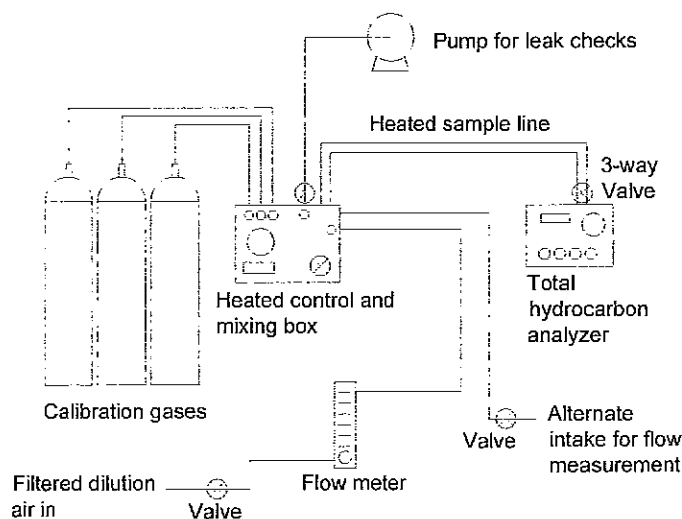 Pump for leak checks
Heated sample line
3-way
Valve
Heated control and
mixing box
Total
hydrocarbon
analyzer
Calibration gases
Valve
Alternate
intake for flow
measurement
Flow meter
Filtered dilution
air in
Valve